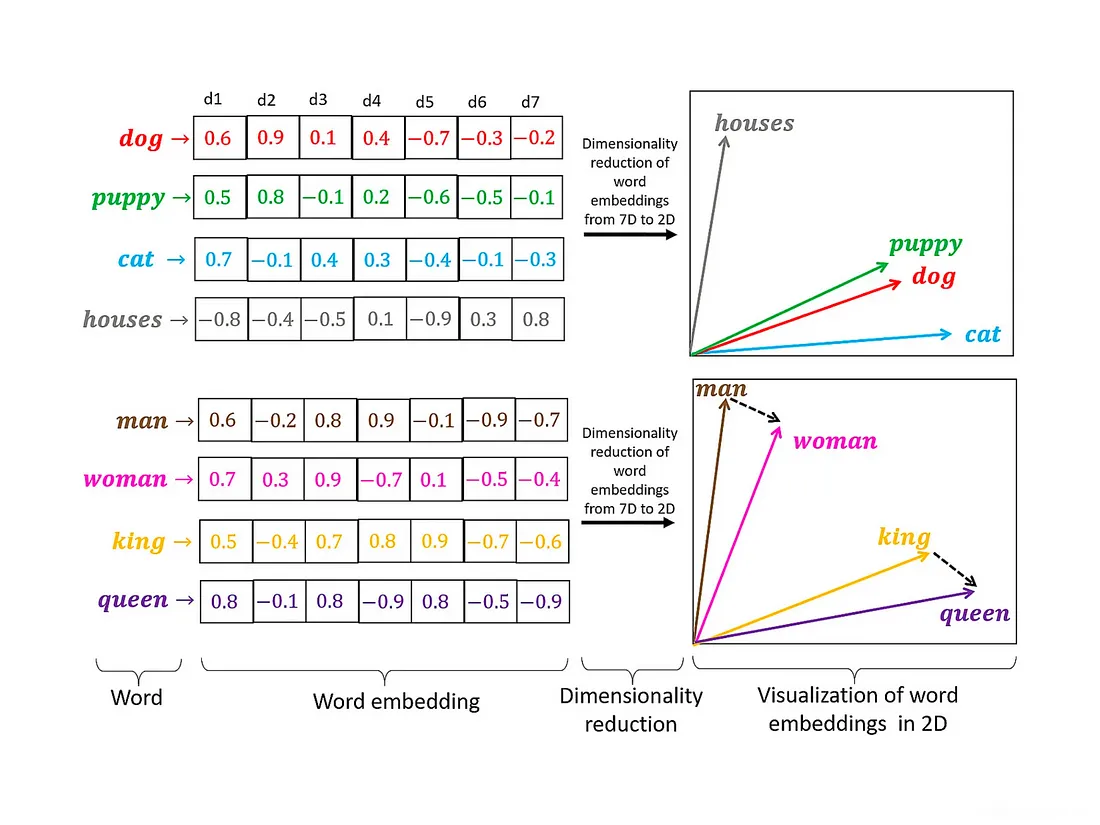 d1 d2 d3 d4 d5 d6 d7
dog → 0.6 0.9 0.1 0.4 −0.7 −0.3 −0.2
puppy → 0.5 0.8 −0.1 0.2 −0.6 −0.5 −0.1
cat → 0.7 −0.1 0.4 0.3 −0.4 −0.1 −0.3
houses → −0.8 −0.4 −0.5 0.1 −0.9 0.3 0.8
Dimensionality
reduction of
word
embeddings
from 7D to 2D
houses
puppy
dog
cat
man → 0.6 −0.2 0.8 0.9 −0.1 −0.9 −0.7
woman → 0.7 0.3 0.9 −0.7 0.1 −0.5 −0.4
king → 0.5 −0.4 0.7 0.8 0.9 −0.7 −0.6
queen → 0.8 −0.1 0.8 −0.9 0.8 −0.5 −0.9
Dimensionality
reduction of
word
embeddings
from 7D to 2D
man
woman
king
queen
Word
Word embedding
Dimensionality
reduction
Visualization of word
embeddings in 2D